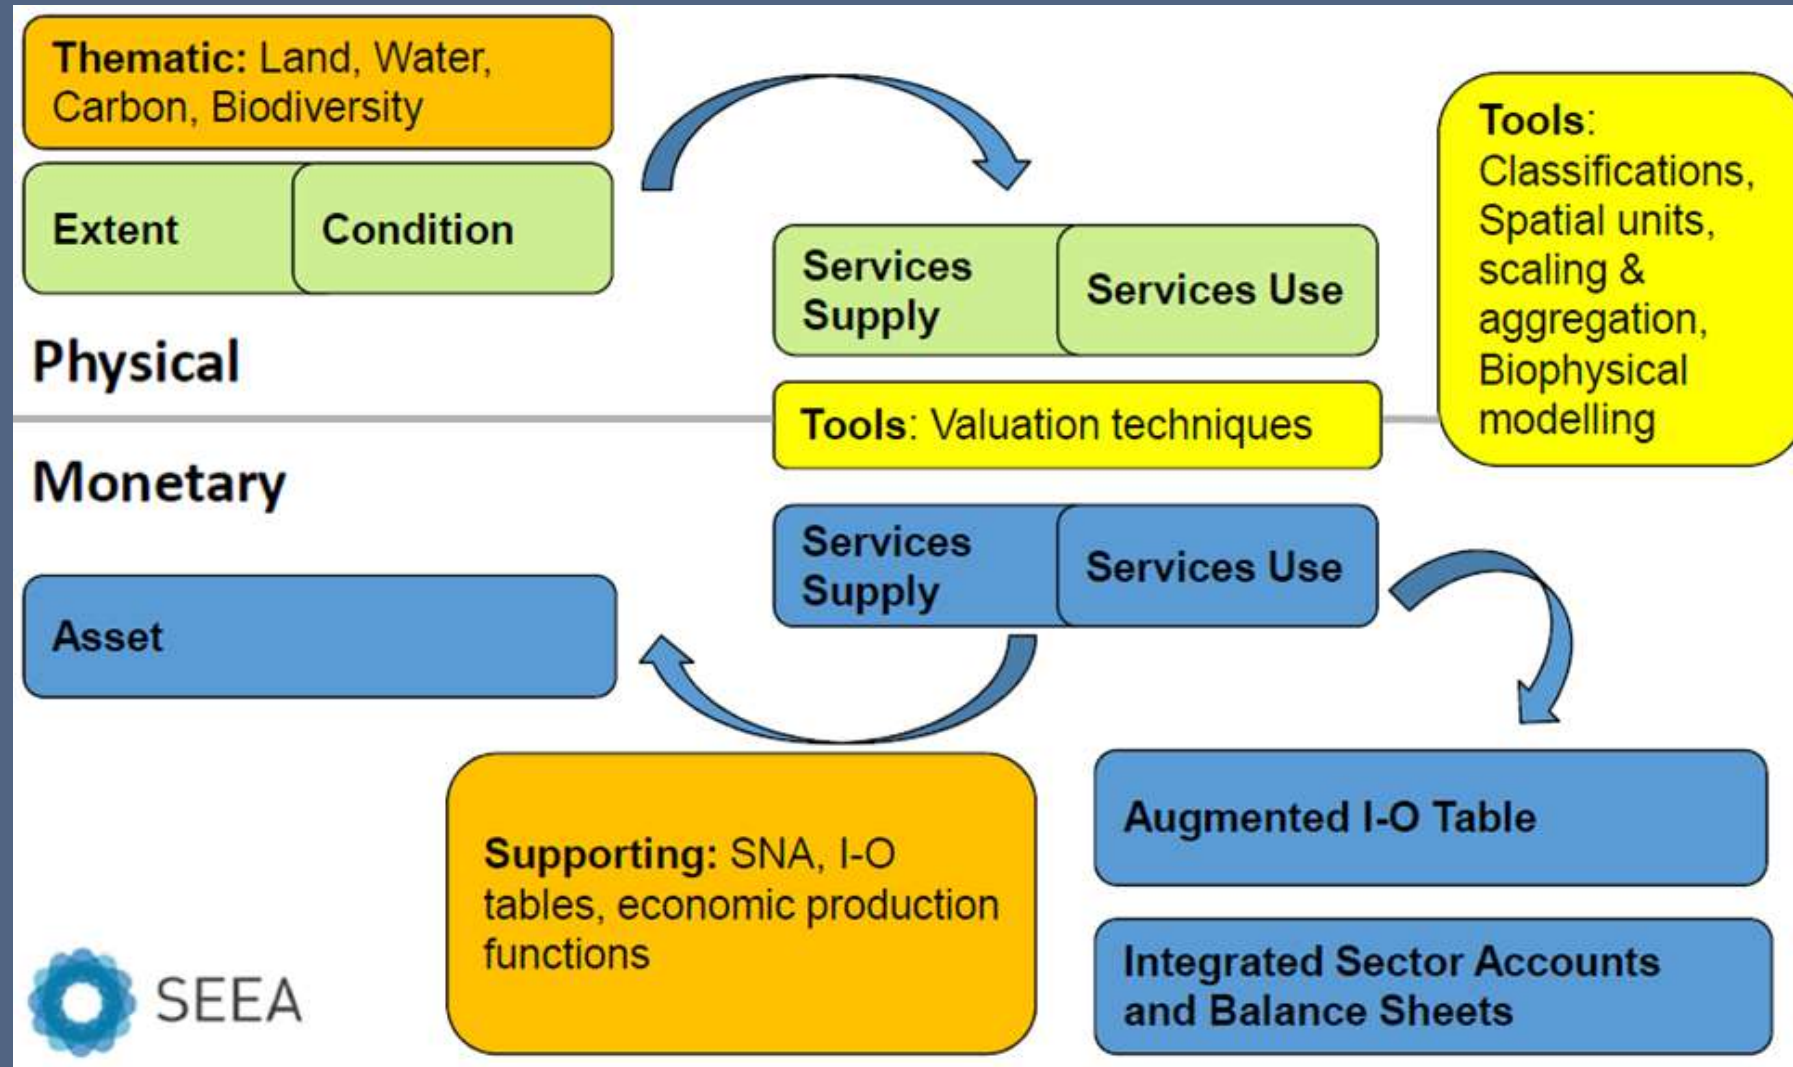 Thematic: Land, Water,
Carbon, Biodiversity
Extent
Condition
Services
Supply
Services Use
Tools:
Classifications,
Spatial units,
scaling &
aggregation,
Biophysical
modelling
Physical
Tools: Valuation techniques
Monetary
Services
Supply
Services Use
Asset
Supporting: SNA, I-O
tables, economic production
functions
Augmented I-O Table
Integrated Sector Accounts
and Balance Sheets
SEEA